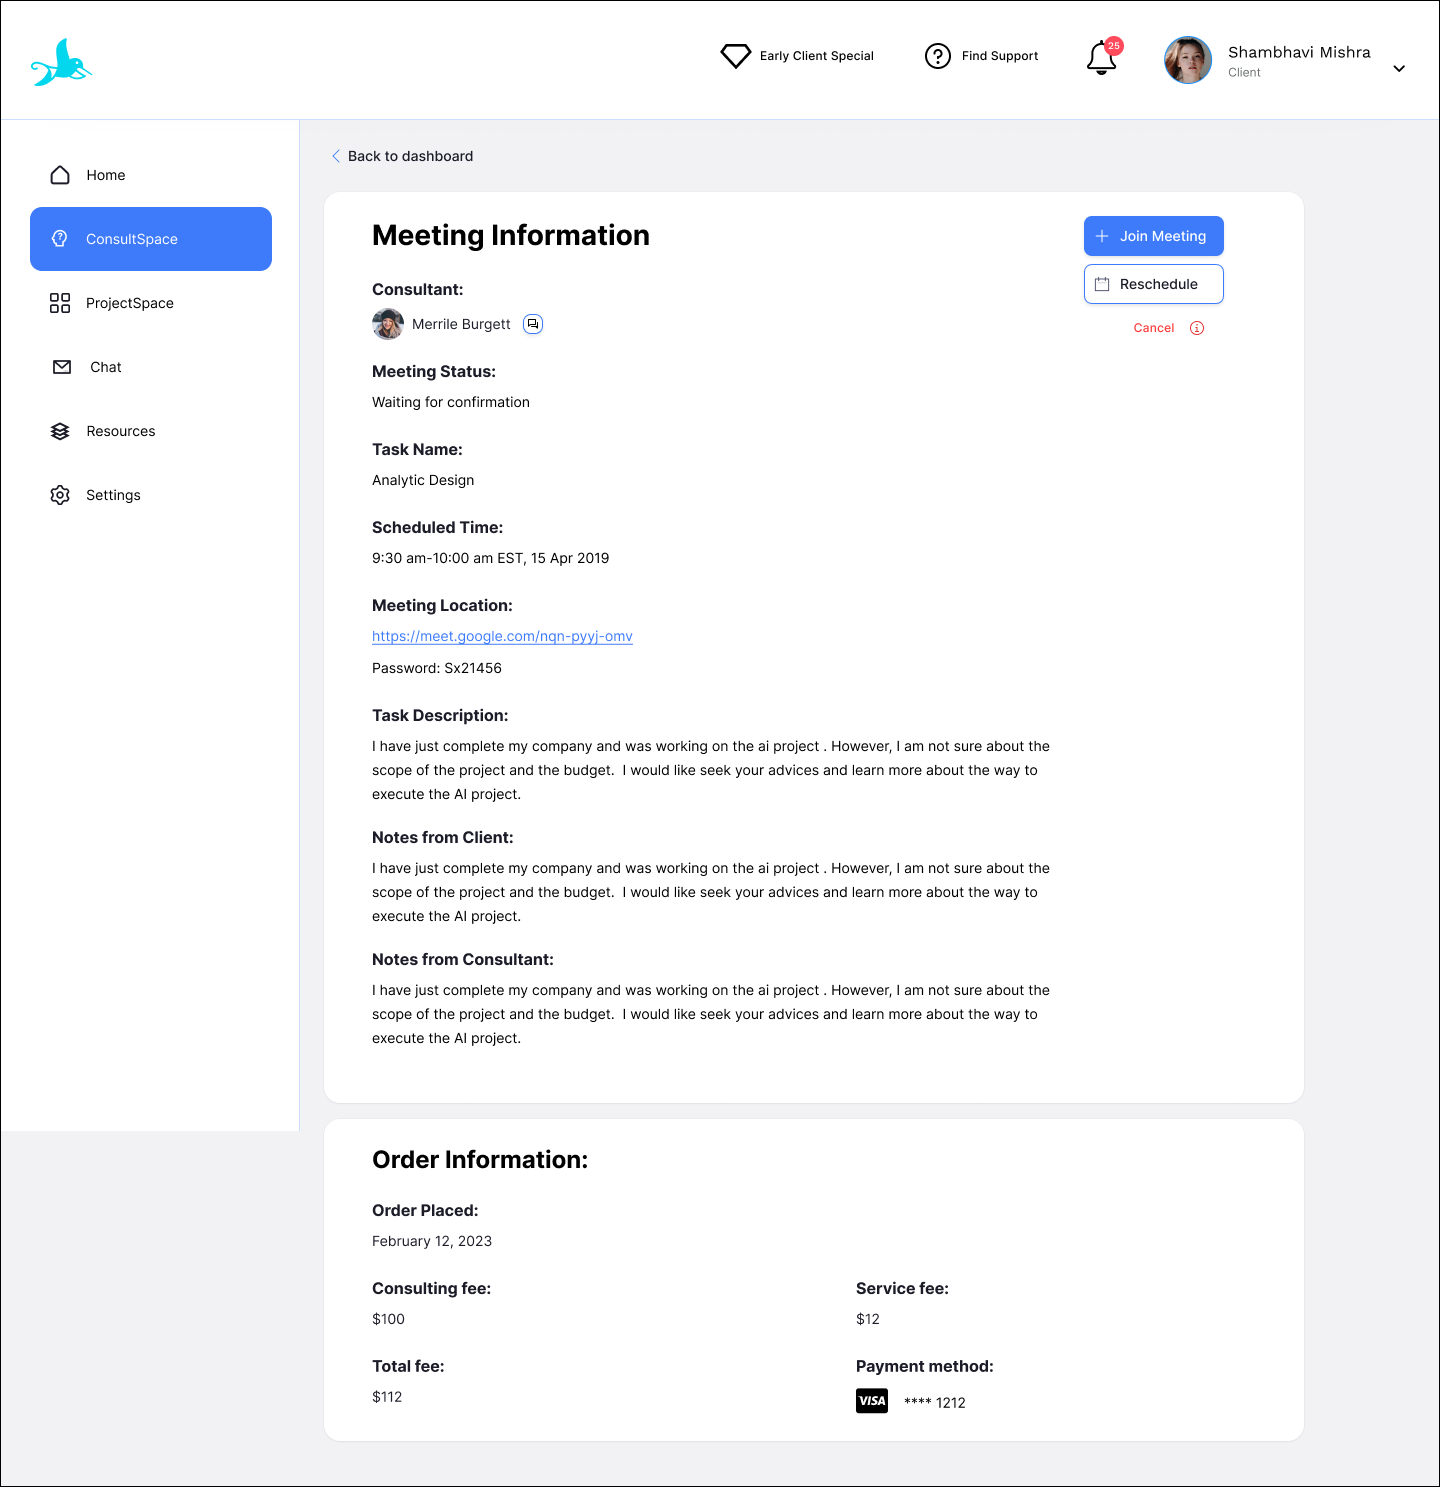 Early Client Special
Find Support
25
Shambhavi Mishra
Client
Home
ConsultSpace
ProjectSpace
Chat
Resources
Settings
Back to dashboard
Meeting Information
Join Meeting
Reschedule
Cancel
Consultant:
Merrile Burgett
Meeting Status:
Waiting for confirmation
Task Name:
Analytic Design
Scheduled Time:
9:30 am-10:00 am EST, 15 Apr 2019
Meeting Location:
https://meet.google.com/nqn-pyyj-omv
Password: Sx21456
Task Description:
I have just complete my company and was working on the ai project . However, I am not sure about the
scope of the project and the budget.  I would like seek your advices and learn more about the way to
execute the AI project.
Notes from Client:
I have just complete my company and was working on the ai project . However, I am not sure about the
scope of the project and the budget.  I would like seek your advices and learn more about the way to
execute the AI project.
Notes from Consultant:
I have just complete my company and was working on the ai project . However, I am not sure about the
scope of the project and the budget.  I would like seek your advices and learn more about the way to
execute the AI project.
Order Information:
Order Placed:
February 12, 2023
Consulting fee:
$100
Service fee:
$12
Total fee:
$112
Payment method:
VISA **** 1212